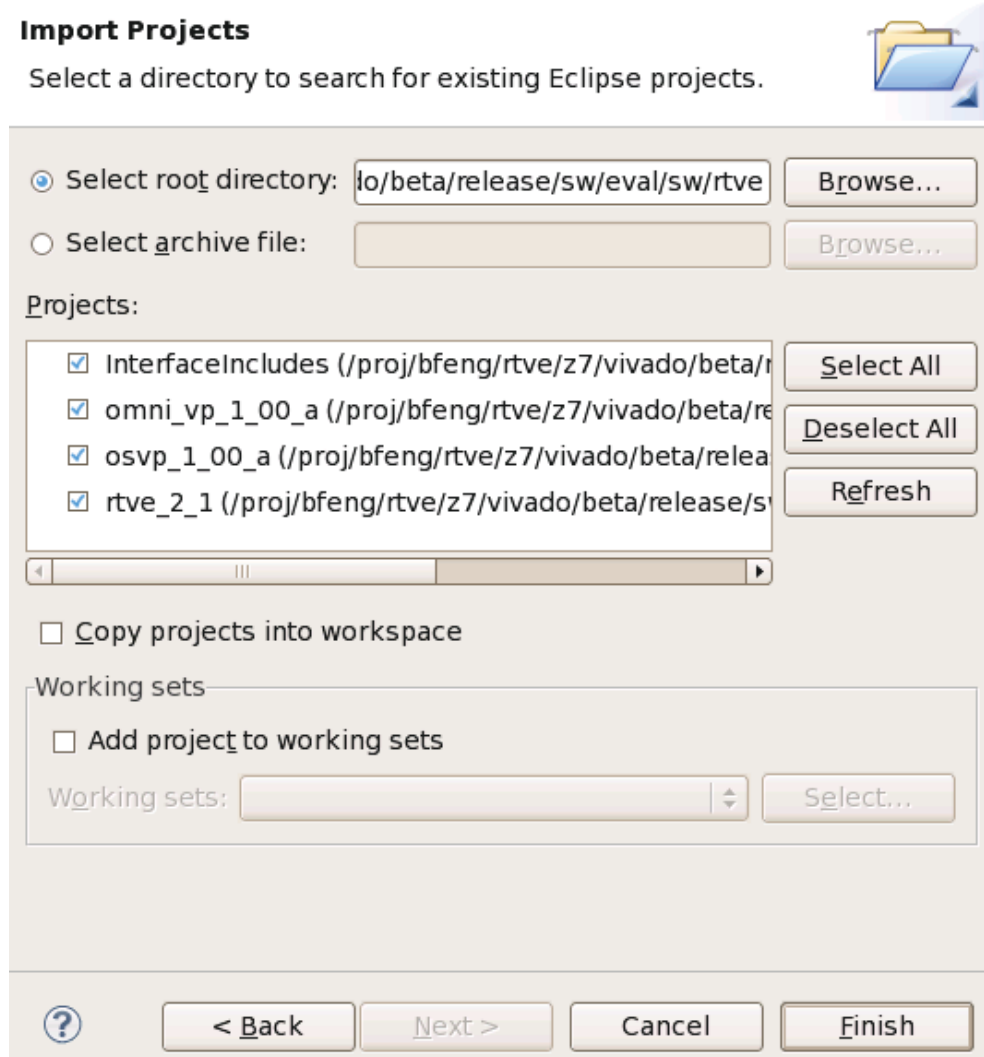 Import Projects
Select a directory to search for existing Eclipse projects.
Select root directory: do/beta/release/sw/eval/sw/rtve Browse...
Select archive file: Browse...
Projects:
InterfaceIncludes (/proj/bfeng/rtve/z7/vivado/beta/r
Select All
omni_vp_1_00_a (/proj/bfeng/rtve/z7/vivado/beta/re
Deselect All
osvp_1_00_a (/proj/bfeng/rtve/z7/vivado/beta/relea
Refresh
rtve_2_1 (/proj/bfeng/rtve/z7/vivado/beta/release/s
Copy projects into workspace
Working sets
Add project to working sets
Working sets: Select...
?
< Back Next > Cancel Finish